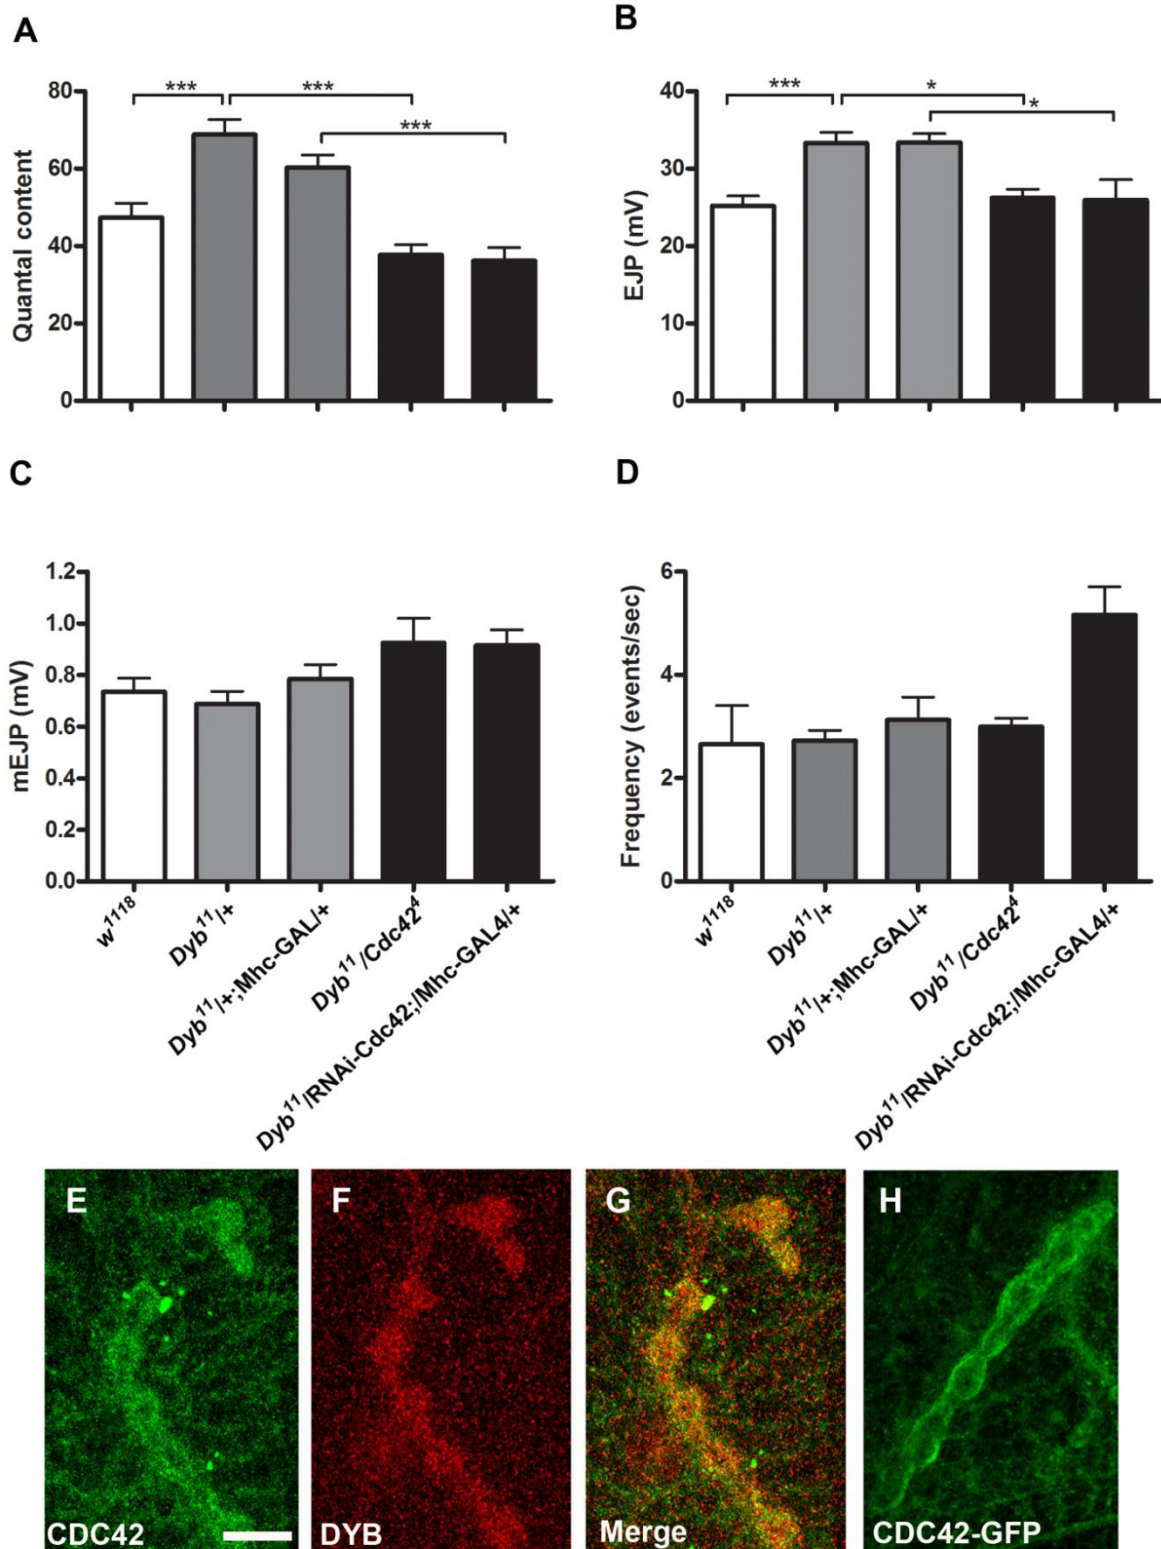 A
B
***
***
***
80
60
40
20
0
Quantal content
***
*
*
40
30
20
10
0
EJP (mV)
C
D
1.2
1.0
0.8
0.6
0.4
0.2
0.0
mEJP (mV)
6
4
2
0
Frequency (events/sec)
w1118
Dyb11/+
Dyb11/+;Mhc-GAL/+
Dyb11/Cdc424
Dyb11/RNAi-Cdc42;/Mhc-GAL4/+
w1118
Dyb11/+
Dyb11/+;Mhc-GAL/+
Dyb11/Cdc424
Dyb11/RNAi-Cdc42;/Mhc-GAL4/+
E
F
G
H
CDC42
DYB
Merge
CDC42-GFP